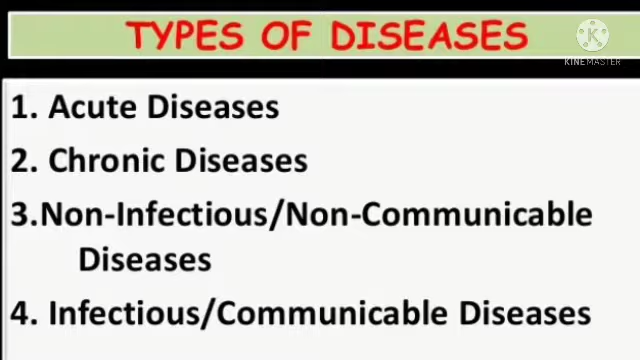 TYPES OF DISEASES
K
KINEMASTER
1. Acute Diseases
2. Chronic Diseases
3.Non-Infectious/Non-Communicable
Diseases
4. Infectious/Communicable Diseases